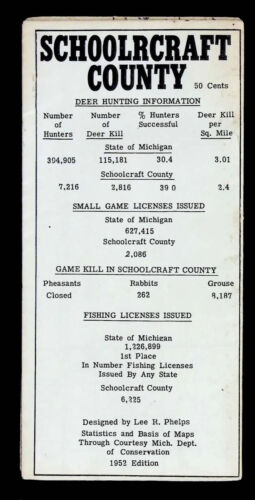 SCHOOLRCRAFT
COUNTY
50 Cents
DEER HUNTING INFORMATION
Number Number % Hunters Deer Kill
of of Successful per
Hunters Deer Kill Sq. Mile
State of Michigan
394,905 115,181 30.4 3.01
Schoolcraft County
7,216 2,816 39 0 2.4
SMALL GAME LICENSES ISSUED
State of Michigan
627,415
Schoolcraft County
2,086
GAME KILL IN SCHOOLCRAFT COUNTY
Pheasants Rabbits Grouse
Closed 262 8,187
FISHING LICENSES ISSUED
State of Michigan
1,226,899
1st Place
In Number Fishing Licenses
Issued By Any State
Schoolcraft County
6,225
Designed by Lee R. Phelps
Statistics and Basis of Maps
Through Courtesy Mich. Dept.
of Conservation
1952 Edition